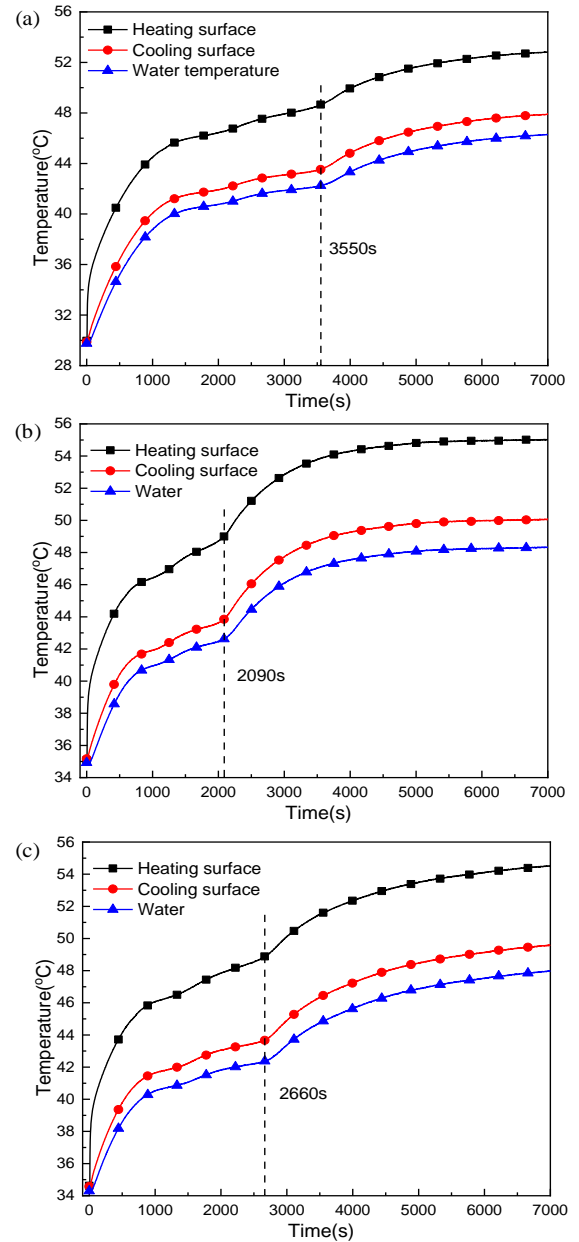 (a)
Heating surface
Cooling surface
Water temperature
56
52
48
44
40
36
32
28
Temperature(°C)
3550s
0 1000 2000 3000 4000 5000 6000 7000
Time(s)
(b)
Heating surface
Cooling surface
Water
56
54
52
50
48
46
44
42
40
38
36
34
Temperature(°C)
2090s
0 1000 2000 3000 4000 5000 6000 7000
Time(s)
(c)
Heating surface
Cooling surface
Water
56
54
52
50
48
46
44
42
40
38
36
34
Temperature(°C)
2660s
0 1000 2000 3000 4000 5000 6000 7000
Time(s)